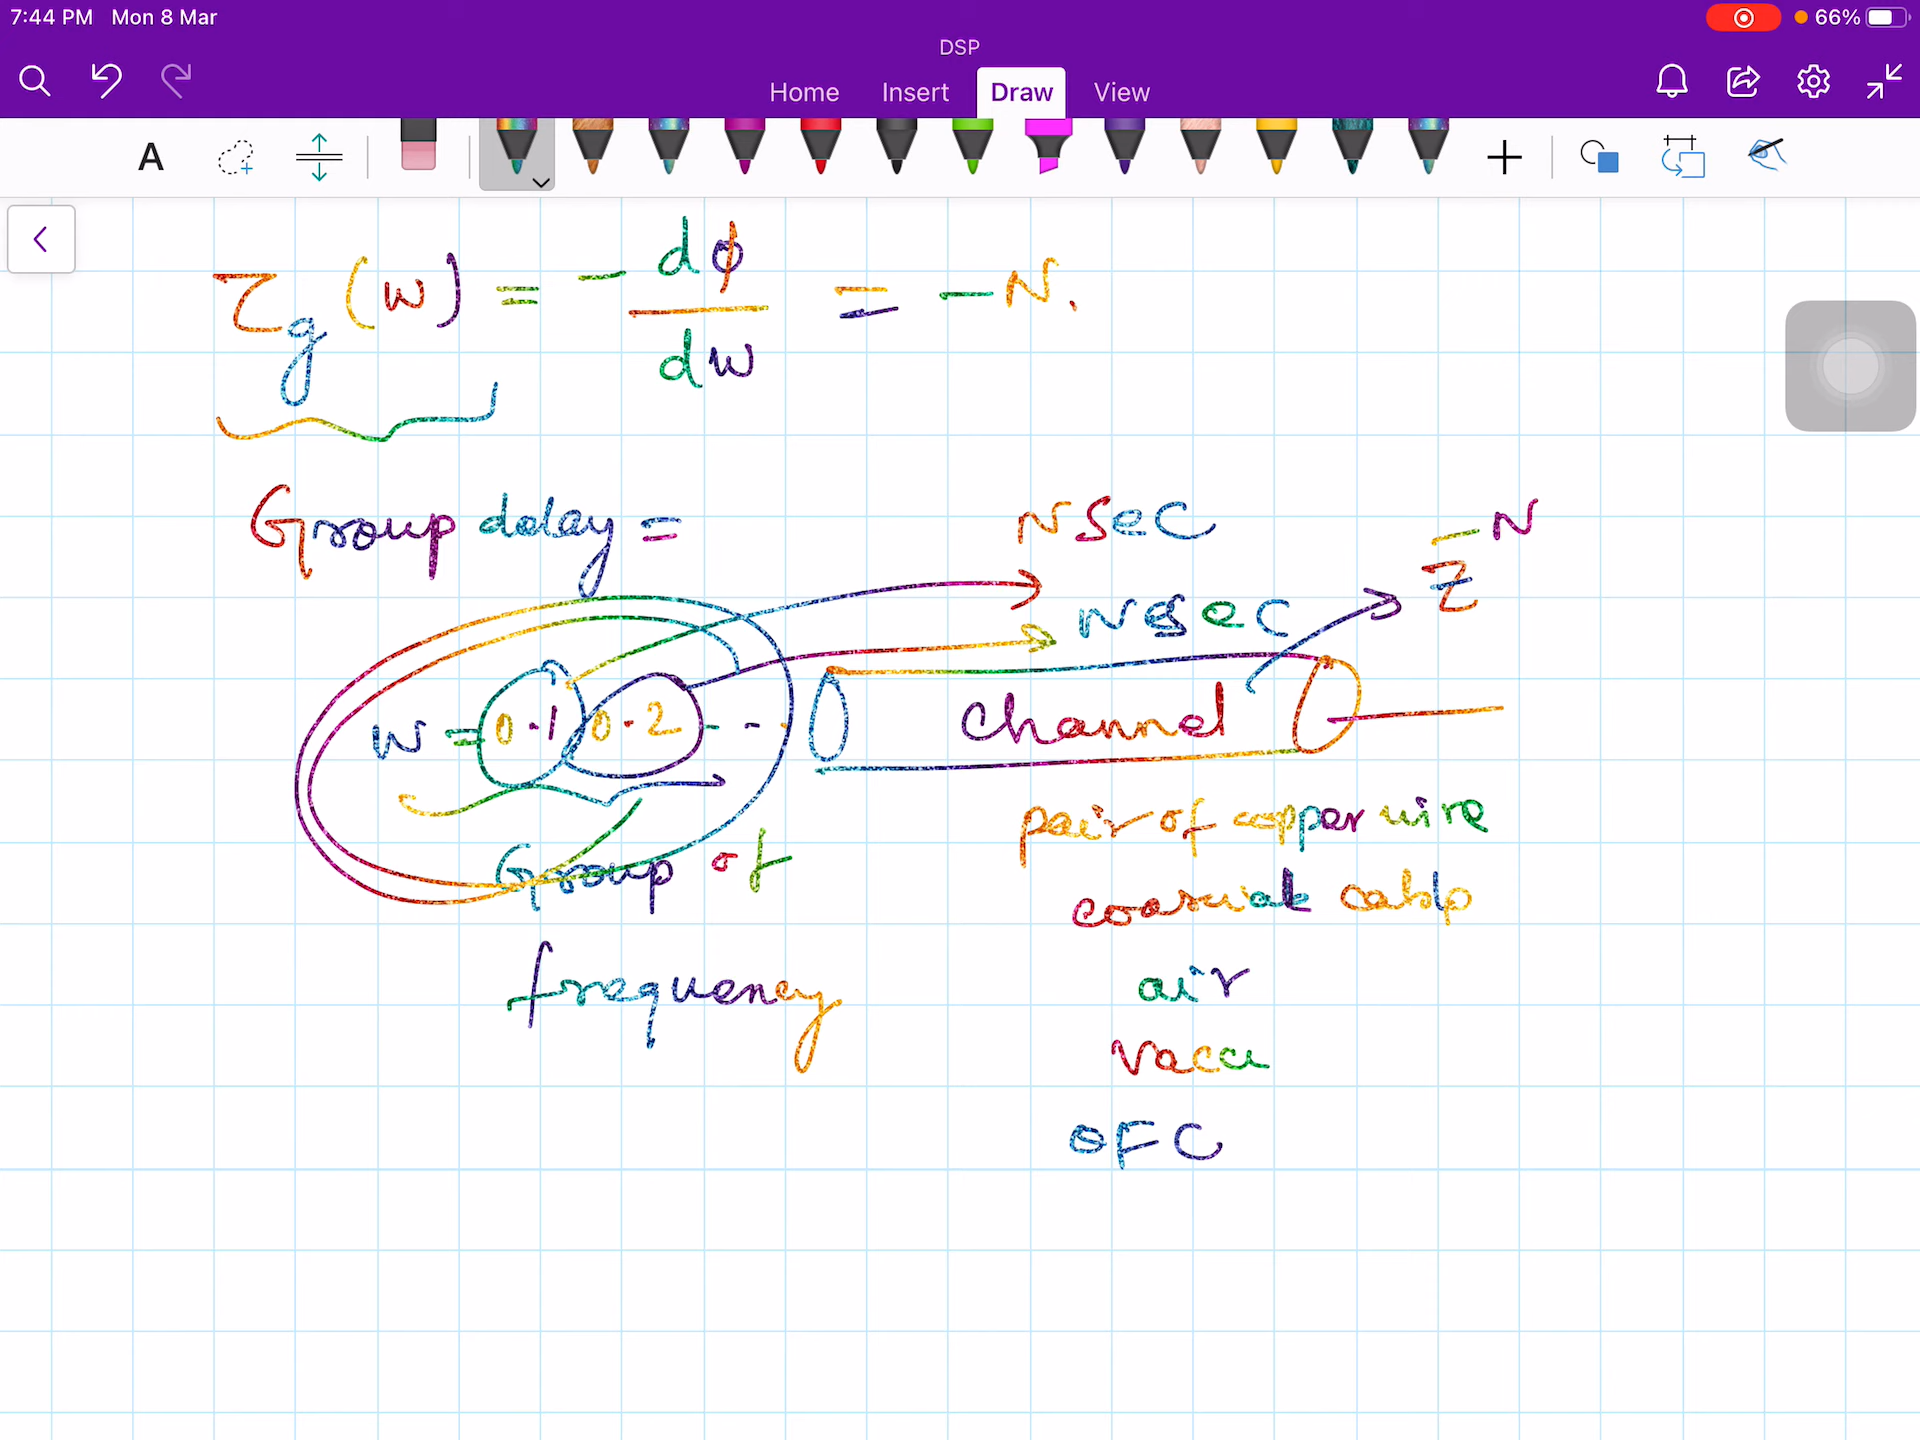 7:44 PM Mon 8 Mar
66%
DSP
Home Insert Draw View
A
τg (w) = - dφ/dw = -N.
Group delay = N sec
N sec
z^-N
w = 0.1 0.2 - - channel
Group of
frequency
pair of copper wire
coaxial cable
air
Vaccu
OFC